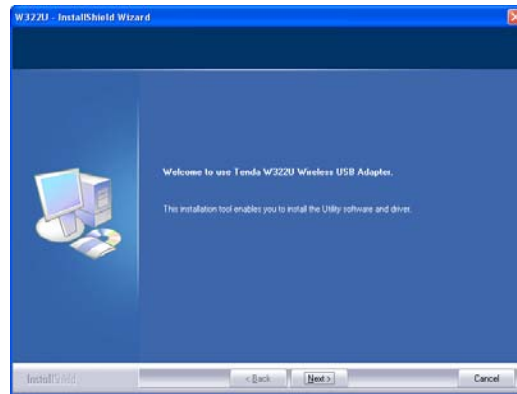 W322U - InstallShield Wizard
Welcome to use Tenda W322U Wireless USB Adapter.
This installation tool enables you to install the Utility software and driver.
InstallShield
< Back
Next >
Cancel